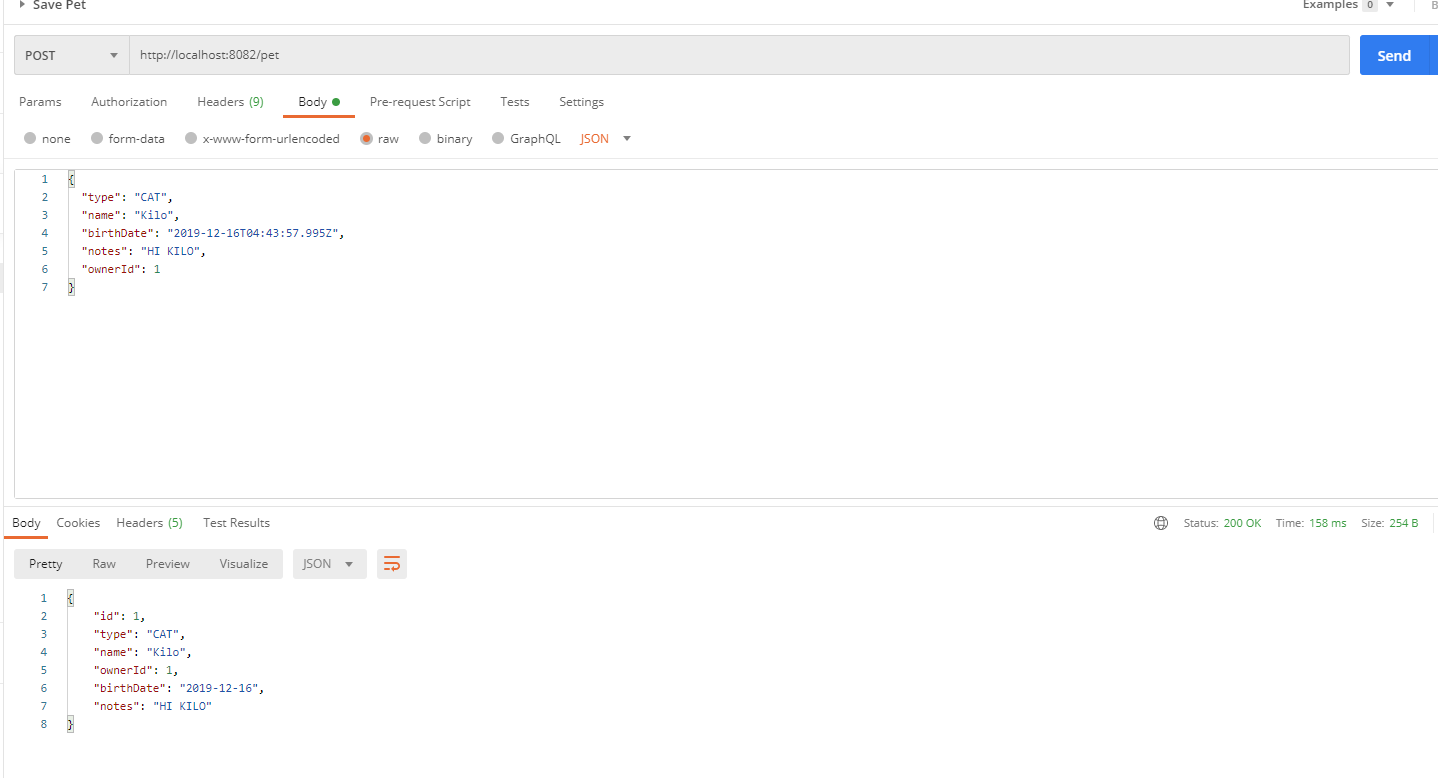 Save Pet Examples 0
POST http://localhost:8082/pet Send
Params Authorization Headers (9) Body Pre-request Script Tests Settings
none form-data x-www-form-urlencoded raw binary GraphQL JSON
1 {
2 "type": "CAT",
3 "name": "Kilo",
4 "birthDate": "2019-12-16T04:43:57.995Z",
5 "notes": "HI KILO",
6 "ownerId": 1
7 }
Body Cookies Headers (5) Test Results Status: 200 OK Time: 158 ms Size: 254 B
Pretty Raw Preview Visualize JSON
1 {
2 "id": 1,
3 "type": "CAT",
4 "name": "Kilo",
5 "ownerId": 1,
6 "birthDate": "2019-12-16",
7 "notes": "HI KILO"
8 }